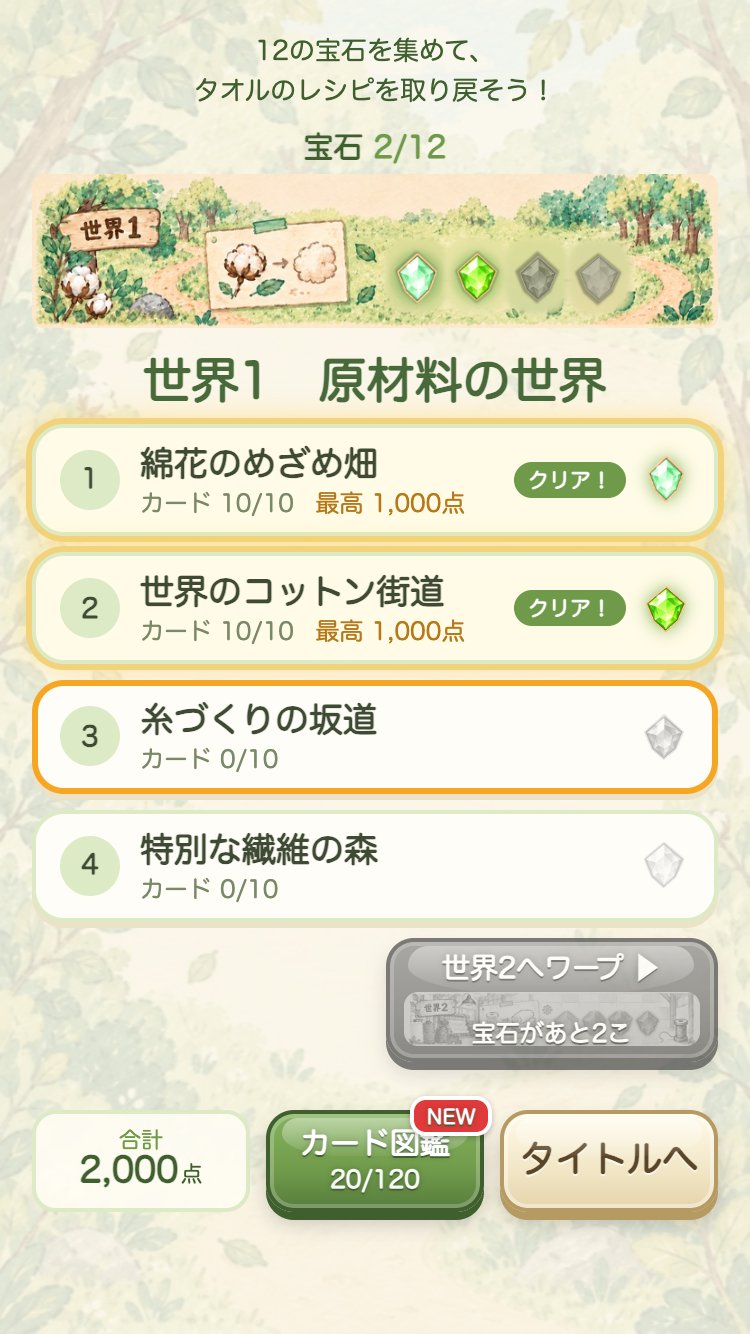 12の宝石を集めて、
タオルのレシピを取り戻そう！
宝石 2/12
世界1
世界1　原材料の世界
1
綿花のめざめ畑
カード 10/10 最高 1,000点
クリア！
2
世界のコットン街道
カード 10/10 最高 1,000点
クリア！
3
糸づくりの坂道
カード 0/10
4
特別な繊維の森
カード 0/10
世界2へワープ ▶
世界2
宝石があと2こ
合計
2,000点
NEW
カード図鑑
20/120
タイトルへ